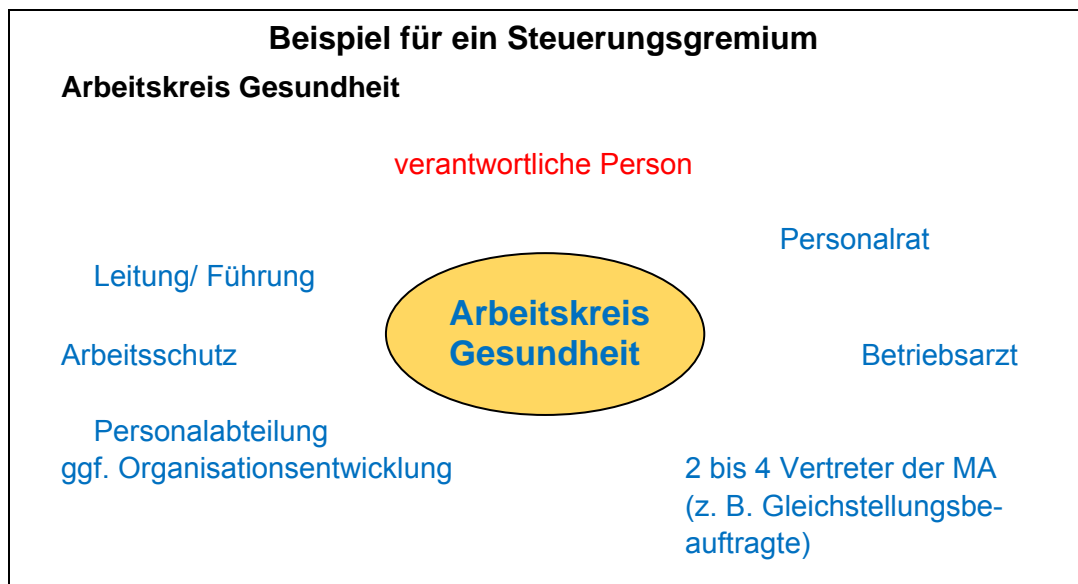 Beispiel für ein Steuerungsgremium
Arbeitskreis Gesundheit
verantwortliche Person
Personalrat
Leitung/ Führung
Arbeitskreis
Gesundheit
Arbeitsschutz
Betriebsarzt
Personalabteilung
ggf. Organisationsentwicklung
2 bis 4 Vertreter der MA
(z. B. Gleichstellungsbe-
auftragte)